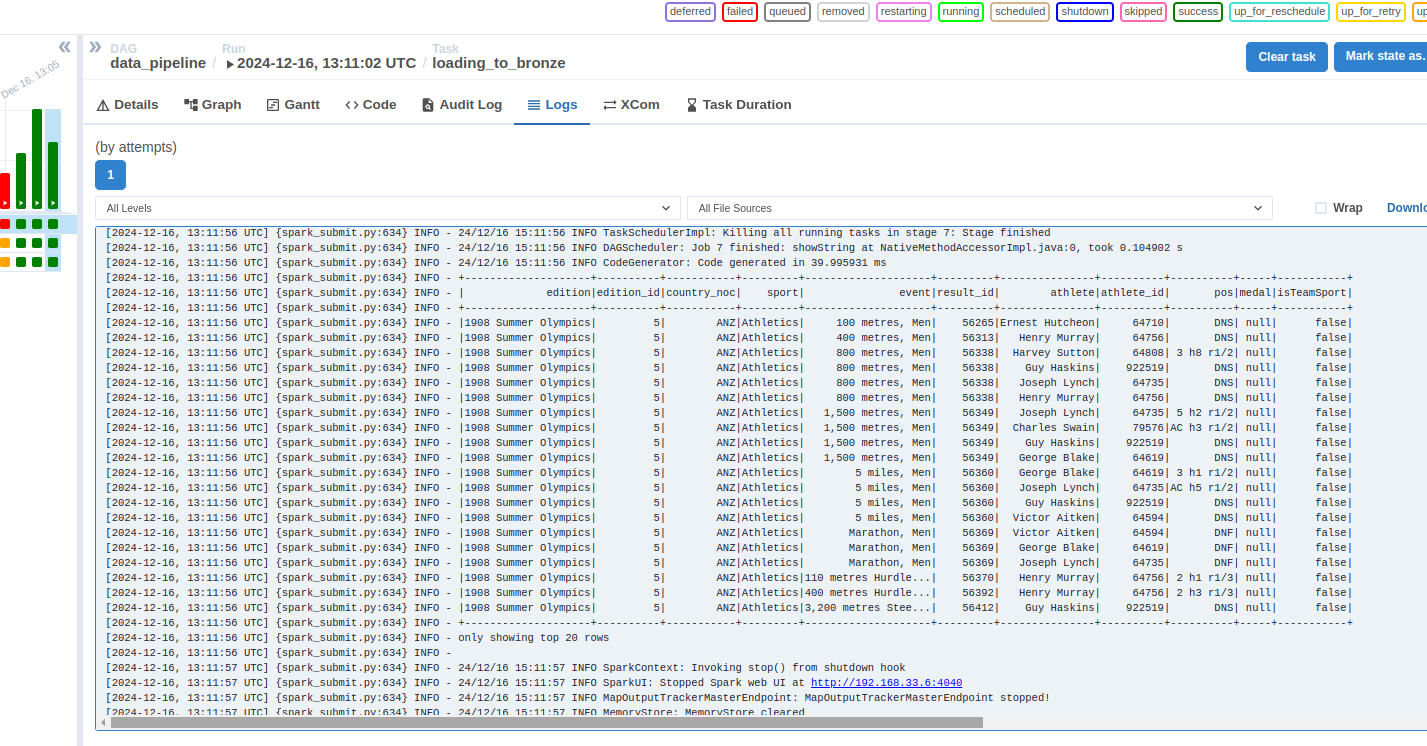 deferred failed queued removed restarting running scheduled shutdown skipped success up_for_reschedule up_for_retry up
« » DAG Run Task
data_pipeline / 2024-12-16, 13:11:02 UTC / loading_to_bronze
Clear task Mark state as.
Dec 16, 13:05
Details Graph Gantt Code Audit Log Logs XCom Task Duration
(by attempts)
1
All Levels All File Sources Wrap Downlo
[2024-12-16, 13:11:56 UTC] {spark_submit.py:634} INFO - 24/12/16 15:11:56 INFO TaskSchedulerImpl: Killing all running tasks in stage 7: Stage finished
[2024-12-16, 13:11:56 UTC] {spark_submit.py:634} INFO - 24/12/16 15:11:56 INFO DAGScheduler: Job 7 finished: showString at NativeMethodAccessorImpl.java:0, took 0.104902 s
[2024-12-16, 13:11:56 UTC] {spark_submit.py:634} INFO - 24/12/16 15:11:56 INFO CodeGenerator: Code generated in 39.995931 ms
[2024-12-16, 13:11:56 UTC] {spark_submit.py:634} INFO - +--------------------+----------+-----------+---------+--------------------+---------+---------------+----------+----------+-----+-----------+
[2024-12-16, 13:11:56 UTC] {spark_submit.py:634} INFO - |             edition|edition_id|country_noc|    sport|               event|result_id|        athlete|athlete_id|       pos|medal|isTeamSport|
[2024-12-16, 13:11:56 UTC] {spark_submit.py:634} INFO - +--------------------+----------+-----------+---------+--------------------+---------+---------------+----------+----------+-----+-----------+
[2024-12-16, 13:11:56 UTC] {spark_submit.py:634} INFO - |1908 Summer Olympics|         5|        ANZ|Athletics|     100 metres, Men|    56265|Ernest Hutcheon|     64710|       DNS| null|      false|
[2024-12-16, 13:11:56 UTC] {spark_submit.py:634} INFO - |1908 Summer Olympics|         5|        ANZ|Athletics|     400 metres, Men|    56313|   Henry Murray|     64756|       DNS| null|      false|
[2024-12-16, 13:11:56 UTC] {spark_submit.py:634} INFO - |1908 Summer Olympics|         5|        ANZ|Athletics|     800 metres, Men|    56338|  Harvey Sutton|     64808| 3 h8 r1/2| null|      false|
[2024-12-16, 13:11:56 UTC] {spark_submit.py:634} INFO - |1908 Summer Olympics|         5|        ANZ|Athletics|     800 metres, Men|    56338|    Guy Haskins|    922519|       DNS| null|      false|
[2024-12-16, 13:11:56 UTC] {spark_submit.py:634} INFO - |1908 Summer Olympics|         5|        ANZ|Athletics|     800 metres, Men|    56338|   Joseph Lynch|     64735|       DNS| null|      false|
[2024-12-16, 13:11:56 UTC] {spark_submit.py:634} INFO - |1908 Summer Olympics|         5|        ANZ|Athletics|     800 metres, Men|    56338|   Henry Murray|     64756|       DNS| null|      false|
[2024-12-16, 13:11:56 UTC] {spark_submit.py:634} INFO - |1908 Summer Olympics|         5|        ANZ|Athletics|   1,500 metres, Men|    56349|   Joseph Lynch|     64735| 5 h2 r1/2| null|      false|
[2024-12-16, 13:11:56 UTC] {spark_submit.py:634} INFO - |1908 Summer Olympics|         5|        ANZ|Athletics|   1,500 metres, Men|    56349|  Charles Swain|     79576|AC h3 r1/2| null|      false|
[2024-12-16, 13:11:56 UTC] {spark_submit.py:634} INFO - |1908 Summer Olympics|         5|        ANZ|Athletics|   1,500 metres, Men|    56349|    Guy Haskins|    922519|       DNS| null|      false|
[2024-12-16, 13:11:56 UTC] {spark_submit.py:634} INFO - |1908 Summer Olympics|         5|        ANZ|Athletics|   1,500 metres, Men|    56349|   George Blake|     64619|       DNS| null|      false|
[2024-12-16, 13:11:56 UTC] {spark_submit.py:634} INFO - |1908 Summer Olympics|         5|        ANZ|Athletics|        5 miles, Men|    56360|   George Blake|     64619| 3 h1 r1/2| null|      false|
[2024-12-16, 13:11:56 UTC] {spark_submit.py:634} INFO - |1908 Summer Olympics|         5|        ANZ|Athletics|        5 miles, Men|    56360|   Joseph Lynch|     64735|AC h5 r1/2| null|      false|
[2024-12-16, 13:11:56 UTC] {spark_submit.py:634} INFO - |1908 Summer Olympics|         5|        ANZ|Athletics|        5 miles, Men|    56360|    Guy Haskins|    922519|       DNS| null|      false|
[2024-12-16, 13:11:56 UTC] {spark_submit.py:634} INFO - |1908 Summer Olympics|         5|        ANZ|Athletics|        5 miles, Men|    56360|  Victor Aitken|     64594|       DNS| null|      false|
[2024-12-16, 13:11:56 UTC] {spark_submit.py:634} INFO - |1908 Summer Olympics|         5|        ANZ|Athletics|       Marathon, Men|    56369|  Victor Aitken|     64594|       DNF| null|      false|
[2024-12-16, 13:11:56 UTC] {spark_submit.py:634} INFO - |1908 Summer Olympics|         5|        ANZ|Athletics|       Marathon, Men|    56369|   George Blake|     64619|       DNF| null|      false|
[2024-12-16, 13:11:56 UTC] {spark_submit.py:634} INFO - |1908 Summer Olympics|         5|        ANZ|Athletics|       Marathon, Men|    56369|   Joseph Lynch|     64735|       DNF| null|      false|
[2024-12-16, 13:11:56 UTC] {spark_submit.py:634} INFO - |1908 Summer Olympics|         5|        ANZ|Athletics|110 metres Hurdle...|    56370|   Henry Murray|     64756| 2 h1 r1/3| null|      false|
[2024-12-16, 13:11:56 UTC] {spark_submit.py:634} INFO - |1908 Summer Olympics|         5|        ANZ|Athletics|400 metres Hurdle...|    56392|   Henry Murray|     64756| 2 h3 r1/3| null|      false|
[2024-12-16, 13:11:56 UTC] {spark_submit.py:634} INFO - |1908 Summer Olympics|         5|        ANZ|Athletics|3,200 metres Stee...|    56412|    Guy Haskins|    922519|       DNS| null|      false|
[2024-12-16, 13:11:56 UTC] {spark_submit.py:634} INFO - +--------------------+----------+-----------+---------+--------------------+---------+---------------+----------+----------+-----+-----------+
[2024-12-16, 13:11:56 UTC] {spark_submit.py:634} INFO - only showing top 20 rows
[2024-12-16, 13:11:56 UTC] {spark_submit.py:634} INFO -
[2024-12-16, 13:11:57 UTC] {spark_submit.py:634} INFO - 24/12/16 15:11:57 INFO SparkContext: Invoking stop() from shutdown hook
[2024-12-16, 13:11:57 UTC] {spark_submit.py:634} INFO - 24/12/16 15:11:57 INFO SparkUI: Stopped Spark web UI at http://192.168.33.6:4040
[2024-12-16, 13:11:57 UTC] {spark_submit.py:634} INFO - 24/12/16 15:11:57 INFO MapOutputTrackerMasterEndpoint: MapOutputTrackerMasterEndpoint stopped!
[2024-12-16, 13:11:57 UTC] {spark_submit.py:634} INFO - 24/12/16 15:11:57 INFO MemoryStore: MemoryStore cleared